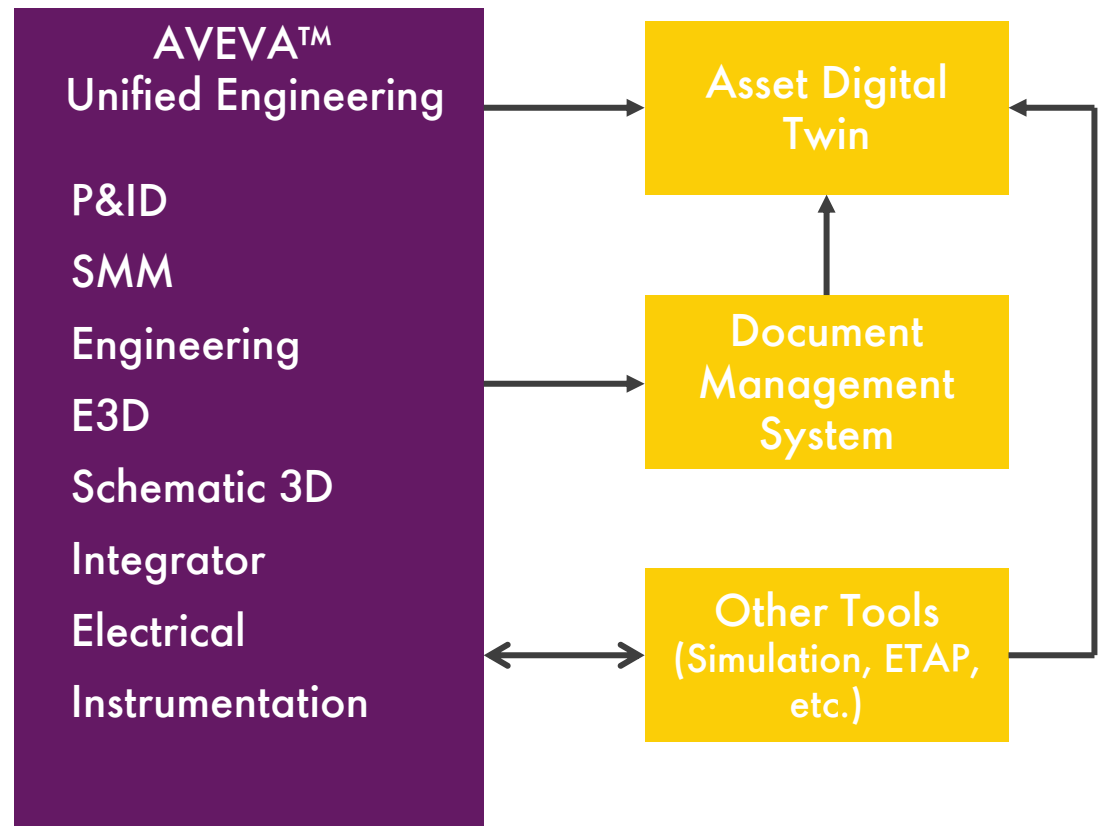 AVEVA™
Unified Engineering
P&ID
SMM
Engineering
E3D
Schematic 3D
Integrator
Electrical
Instrumentation
Asset Digital
Twin
Document
Management
System
Other Tools
(Simulation, ETAP,
etc.)